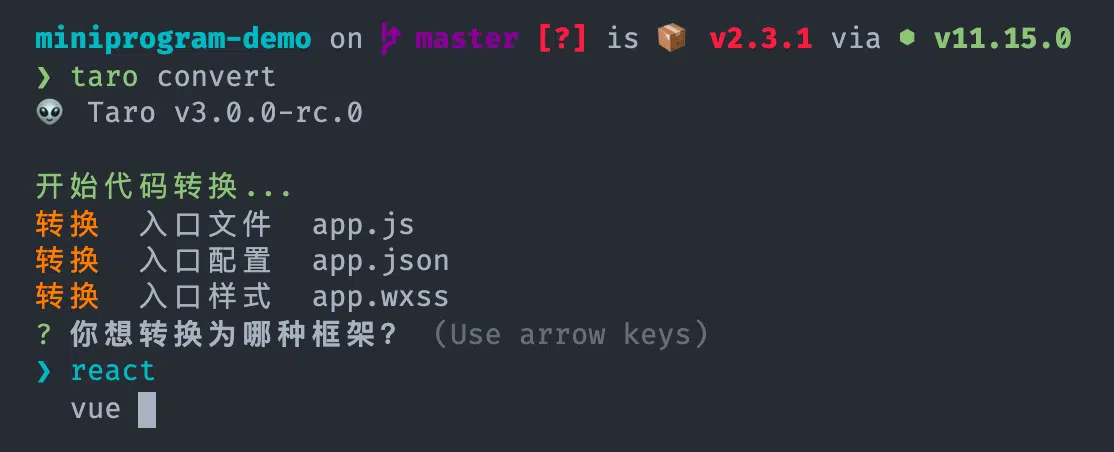 miniprogram-demo on master [?] is 📦 v2.3.1 via ⬢ v11.15.0
❯ taro convert
👽 Taro v3.0.0-rc.0
开始代码转换...
转换 入口文件 app.js
转换 入口配置 app.json
转换 入口样式 app.wxss
? 你想转换为哪种框架? (Use arrow keys)
❯ react
vue